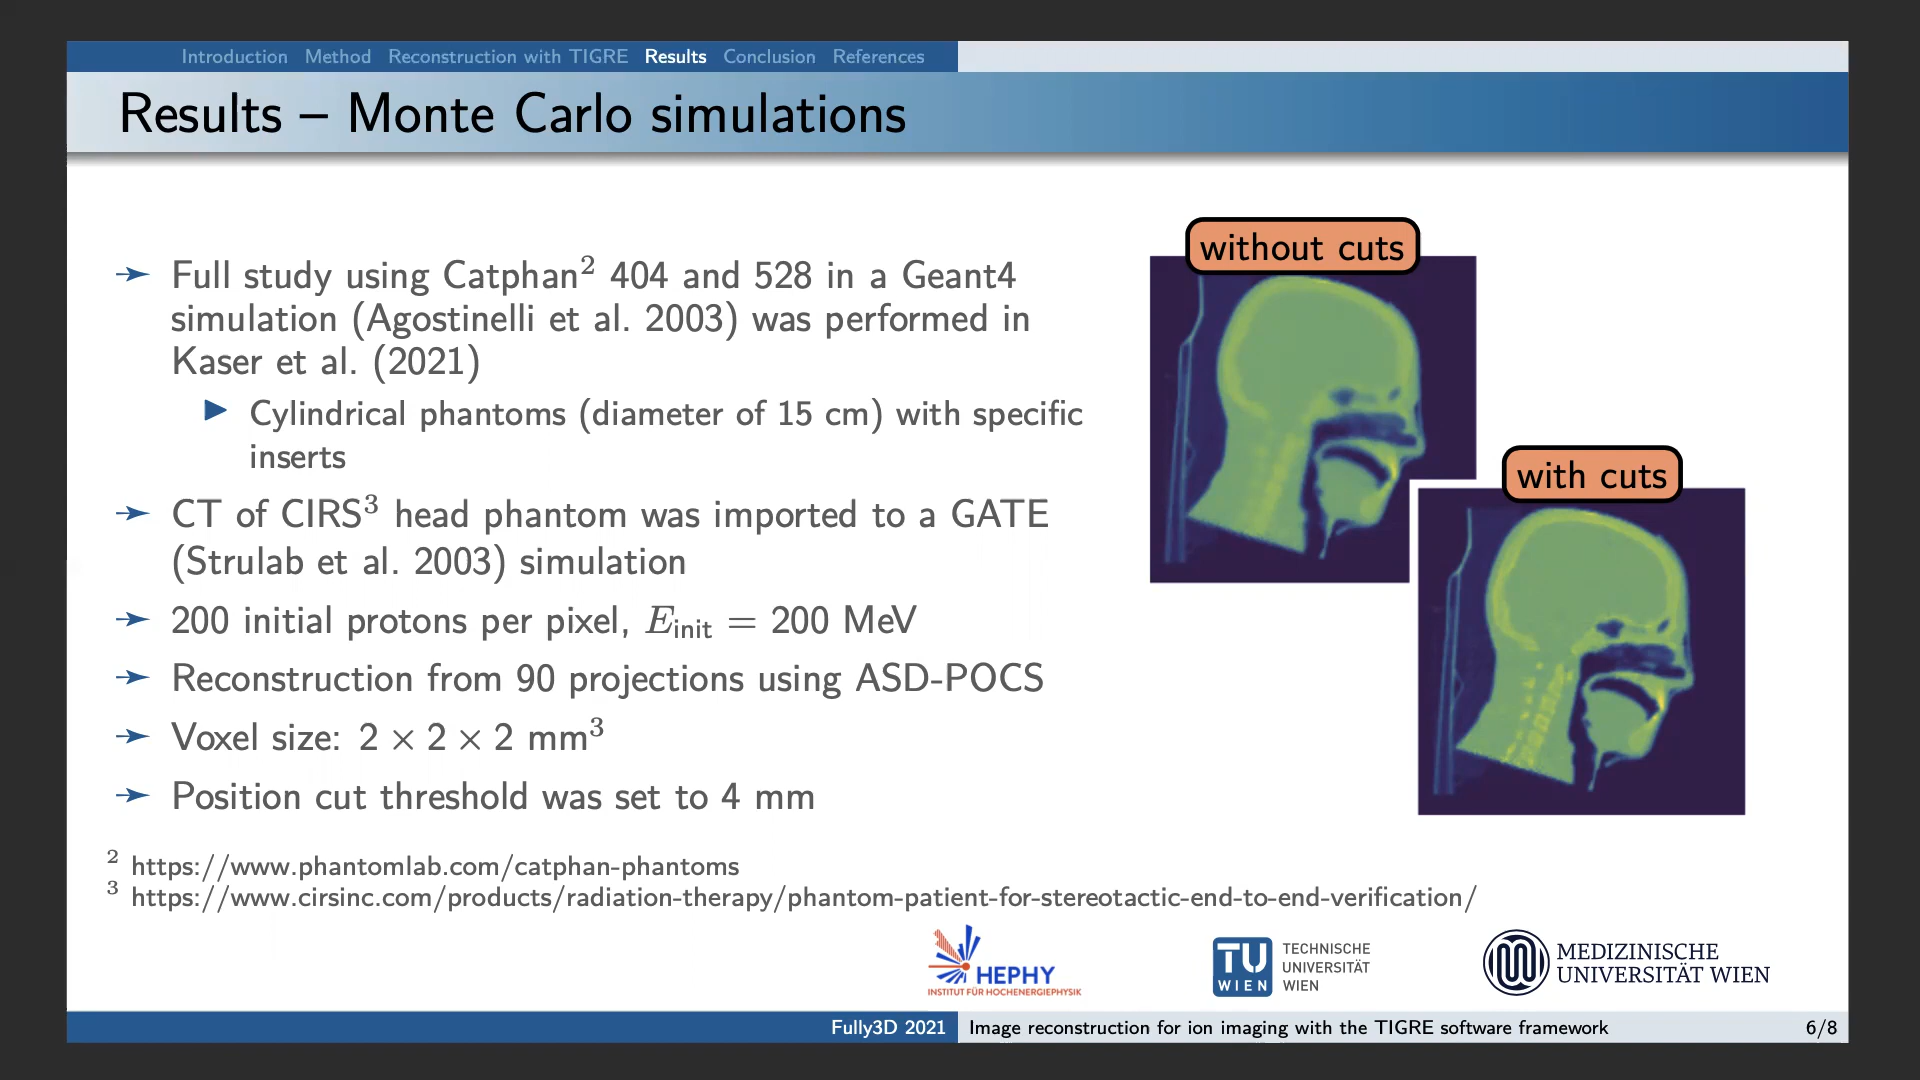 Introduction Method Reconstruction with TIGRE Results Conclusion References
Results – Monte Carlo simulations
Full study using Catphan² 404 and 528 in a Geant4
simulation (Agostinelli et al. 2003) was performed in
Kaser et al. (2021)
Cylindrical phantoms (diameter of 15 cm) with specific
inserts
CT of CIRS³ head phantom was imported to a GATE
(Strulab et al. 2003) simulation
200 initial protons per pixel, E_init = 200 MeV
Reconstruction from 90 projections using ASD-POCS
Voxel size: 2 × 2 × 2 mm³
Position cut threshold was set to 4 mm
without cuts
with cuts
² https://www.phantomlab.com/catphan-phantoms
³ https://www.cirsinc.com/products/radiation-therapy/phantom-patient-for-stereotactic-end-to-end-verification/
HEPHY
INSTITUT FÜR HOCHENERGIEPHYSIK
TU
WIEN
TECHNISCHE
UNIVERSITÄT
WIEN
MEDIZINISCHE
UNIVERSITÄT WIEN
Fully3D 2021 Image reconstruction for ion imaging with the TIGRE software framework 6/8